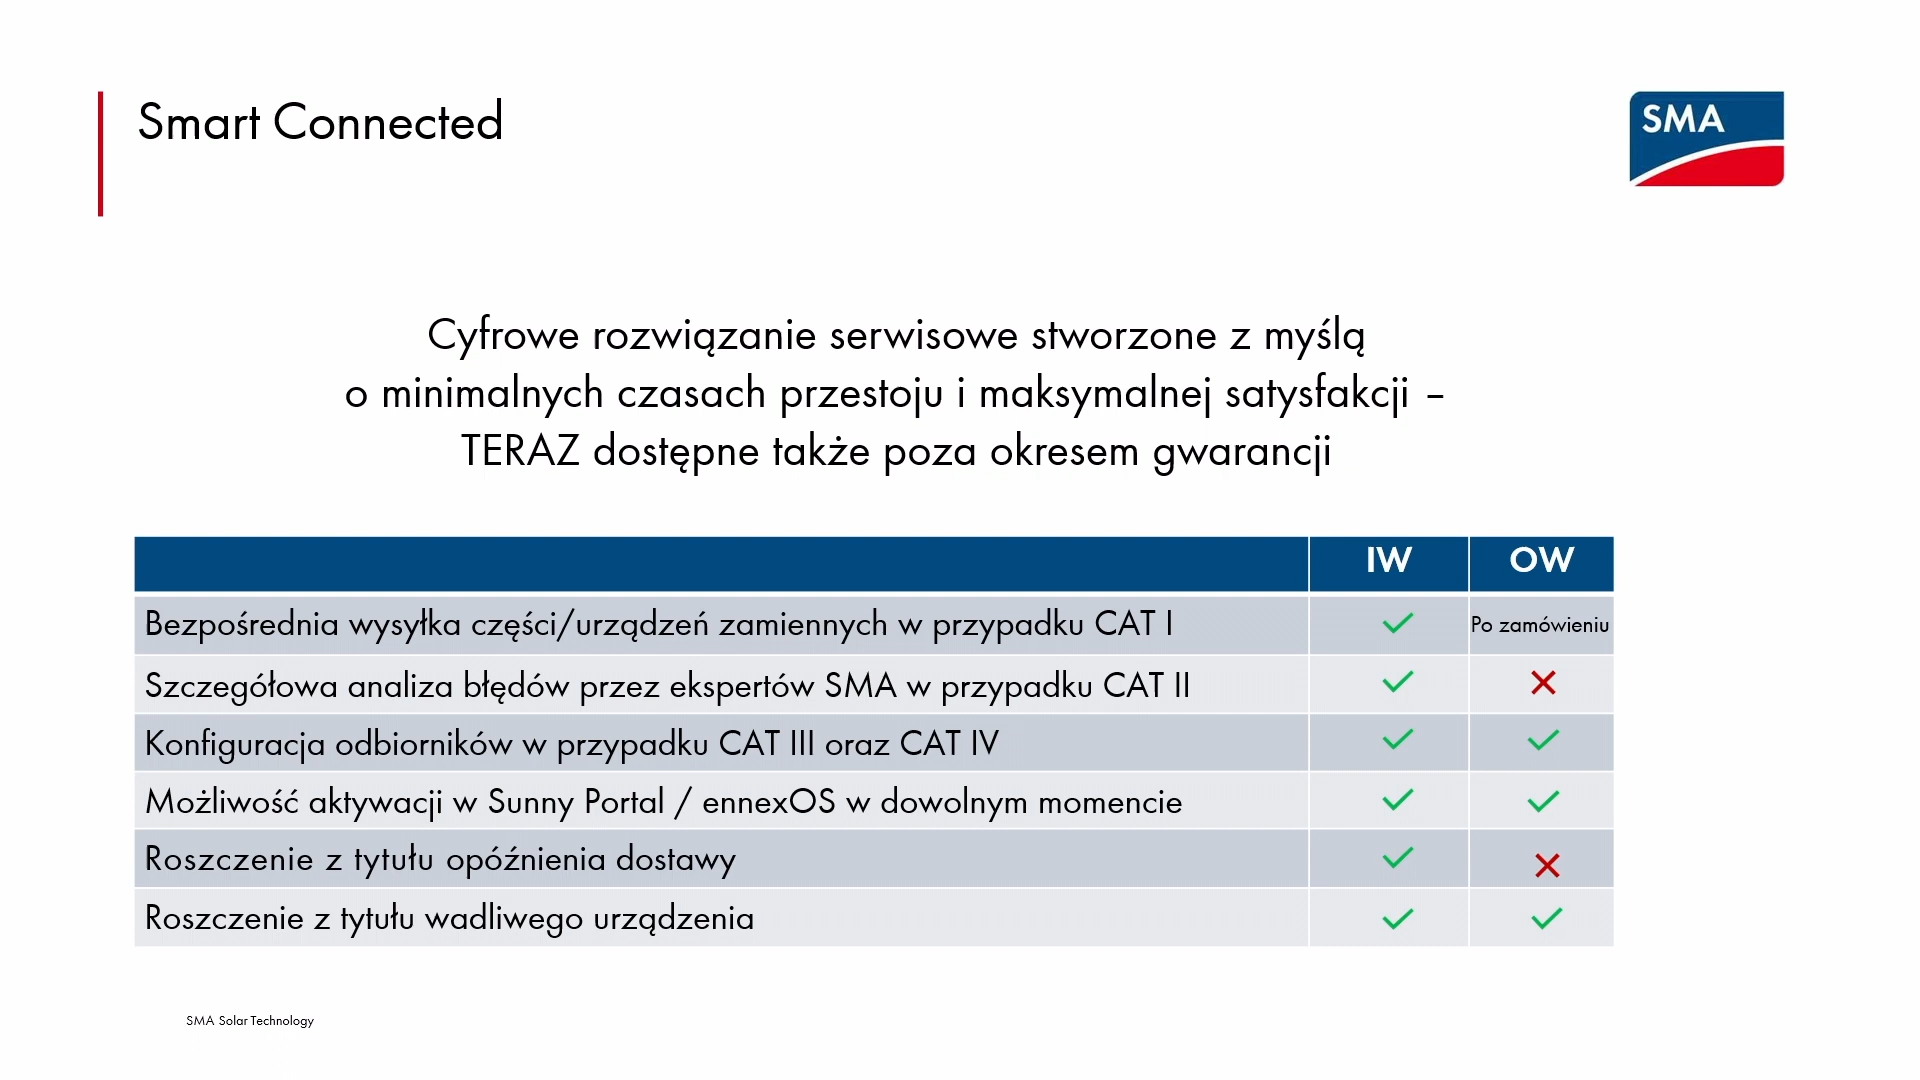 Smart Connected
SMA
Cyfrowe rozwiązanie serwisowe stworzone z myślą
o minimalnych czasach przestoju i maksymalnej satysfakcji –
TERAZ dostępne także poza okresem gwarancji
IW OW
Bezpośrednia wysyłka części/urządzeń zamiennych w przypadku CAT I Po zamówieniu
Szczegółowa analiza błędów przez ekspertów SMA w przypadku CAT II
Konfiguracja odbiorników w przypadku CAT III oraz CAT IV
Możliwość aktywacji w Sunny Portal / ennexOS w dowolnym momencie
Roszczenie z tytułu opóźnienia dostawy
Roszczenie z tytułu wadliwego urządzenia
SMA Solar Technology